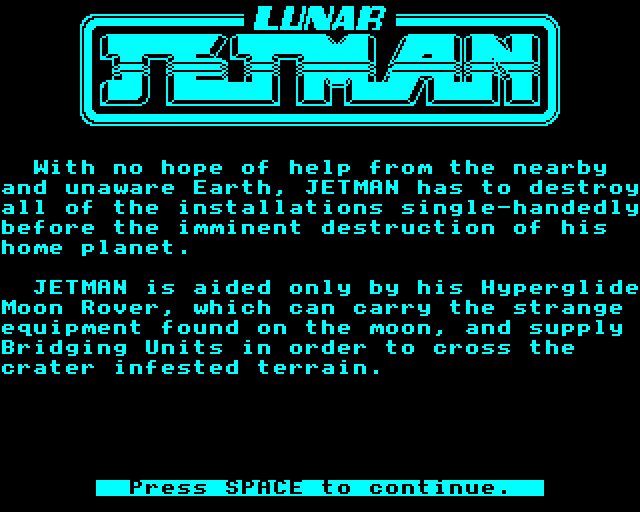 LUNAR
JETMAN
With no hope of help from the nearby
and unaware Earth, JETMAN has to destroy
all of the installations single-handedly
before the imminent destruction of his
home planet.
JETMAN is aided only by his Hyperglide
Moon Rover, which can carry the strange
equipment found on the moon, and supply
Bridging Units in order to cross the
crater infested terrain.
Press SPACE to continue.